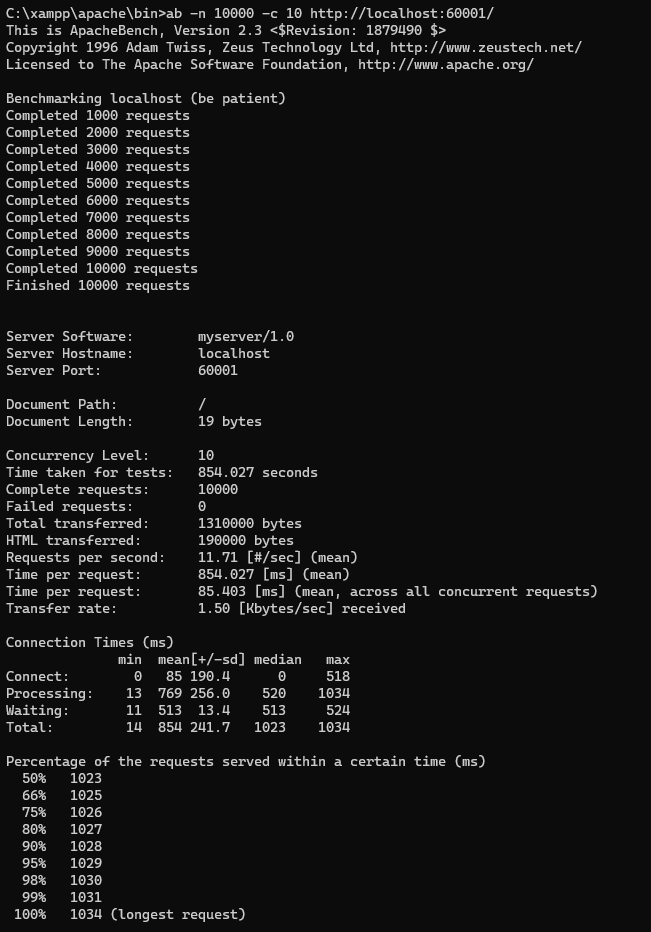 C:\xampp\apache\bin>ab -n 10000 -c 10 http://localhost:60001/
This is ApacheBench, Version 2.3 <$Revision: 1879490 $>
Copyright 1996 Adam Twiss, Zeus Technology Ltd, http://www.zeustech.net/
Licensed to The Apache Software Foundation, http://www.apache.org/

Benchmarking localhost (be patient)
Completed 1000 requests
Completed 2000 requests
Completed 3000 requests
Completed 4000 requests
Completed 5000 requests
Completed 6000 requests
Completed 7000 requests
Completed 8000 requests
Completed 9000 requests
Completed 10000 requests
Finished 10000 requests


Server Software:        myserver/1.0
Server Hostname:        localhost
Server Port:            60001

Document Path:          /
Document Length:        19 bytes

Concurrency Level:      10
Time taken for tests:   854.027 seconds
Complete requests:      10000
Failed requests:        0
Total transferred:      1310000 bytes
HTML transferred:       190000 bytes
Requests per second:    11.71 [#/sec] (mean)
Time per request:       854.027 [ms] (mean)
Time per request:       85.403 [ms] (mean, across all concurrent requests)
Transfer rate:          1.50 [Kbytes/sec] received

Connection Times (ms)
              min  mean[+/-sd] median   max
Connect:        0   85 190.4      0     518
Processing:    13  769 256.0    520    1034
Waiting:       11  513  13.4    513     524
Total:         14  854 241.7   1023    1034

Percentage of the requests served within a certain time (ms)
  50%   1023
  66%   1025
  75%   1026
  80%   1027
  90%   1028
  95%   1029
  98%   1030
  99%   1031
 100%   1034 (longest request)